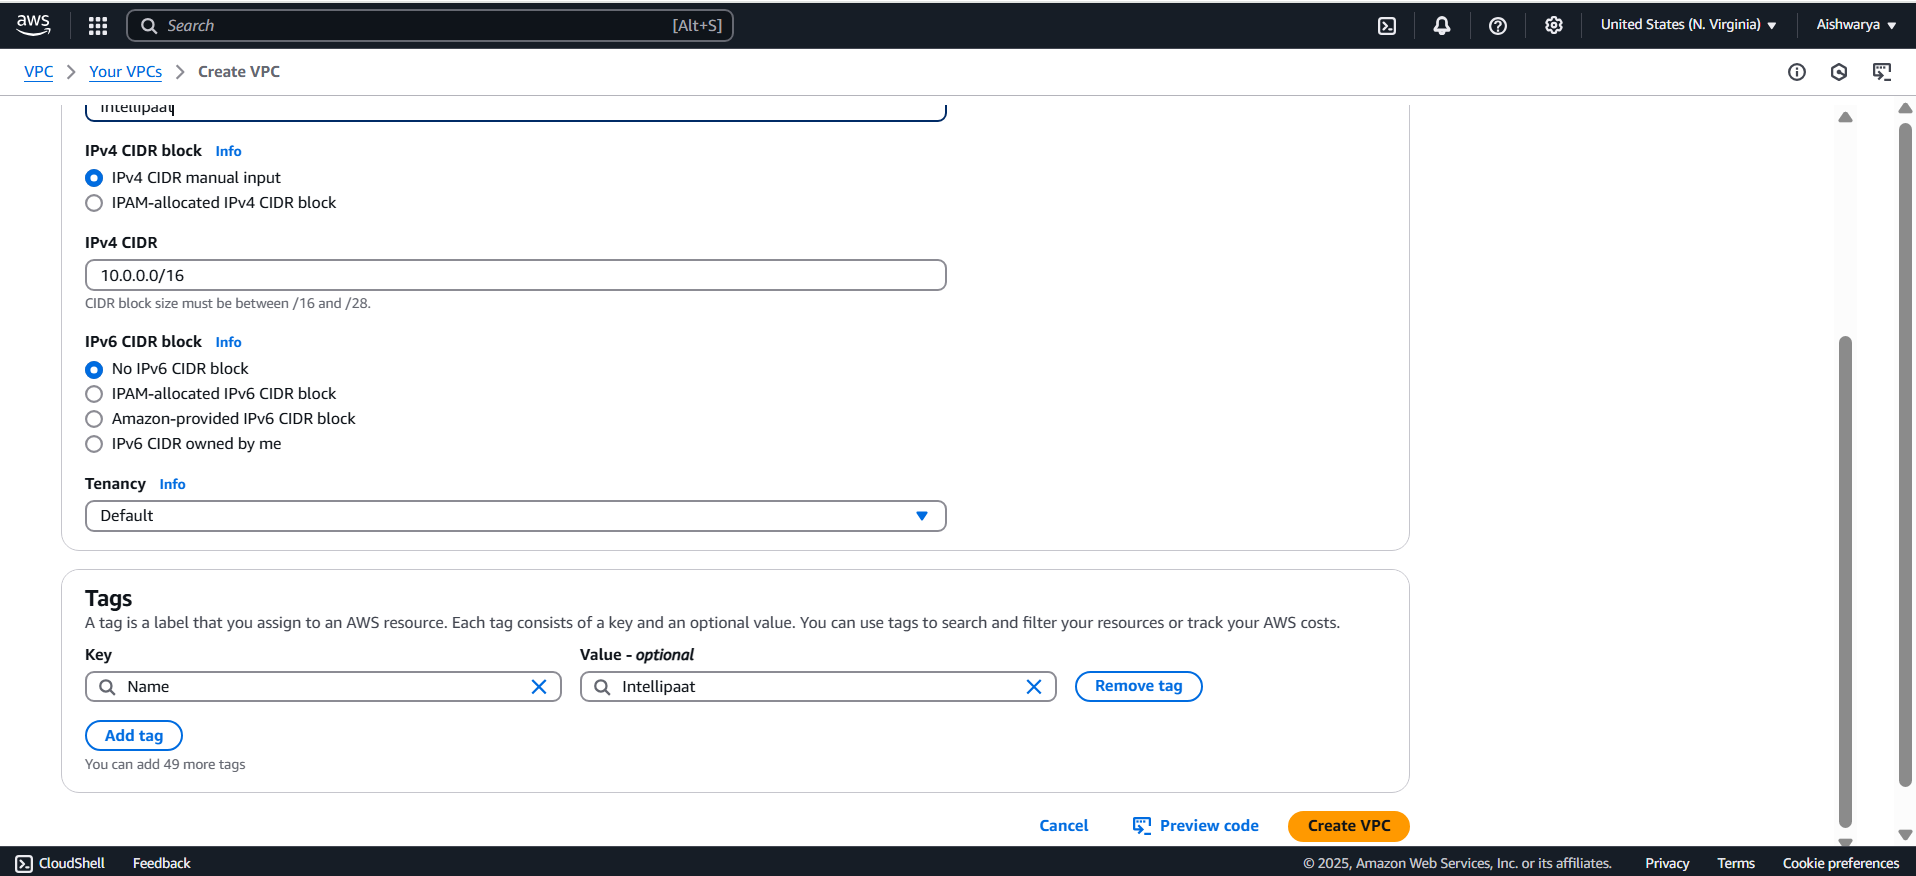 aws
Search [Alt+S] United States (N. Virginia) Aishwarya
VPC Your VPCs Create VPC
Intellipaat
IPv4 CIDR block Info
IPv4 CIDR manual input
IPAM-allocated IPv4 CIDR block
IPv4 CIDR
10.0.0.0/16
CIDR block size must be between /16 and /28.
IPv6 CIDR block Info
No IPv6 CIDR block
IPAM-allocated IPv6 CIDR block
Amazon-provided IPv6 CIDR block
IPv6 CIDR owned by me
Tenancy Info
Default
Tags
A tag is a label that you assign to an AWS resource. Each tag consists of a key and an optional value. You can use tags to search and filter your resources or track your AWS costs.
Key Value - optional
Name Intellipaat Remove tag
Add tag
You can add 49 more tags
Cancel Preview code Create VPC
CloudShell Feedback © 2025, Amazon Web Services, Inc. or its affiliates. Privacy Terms Cookie preferences